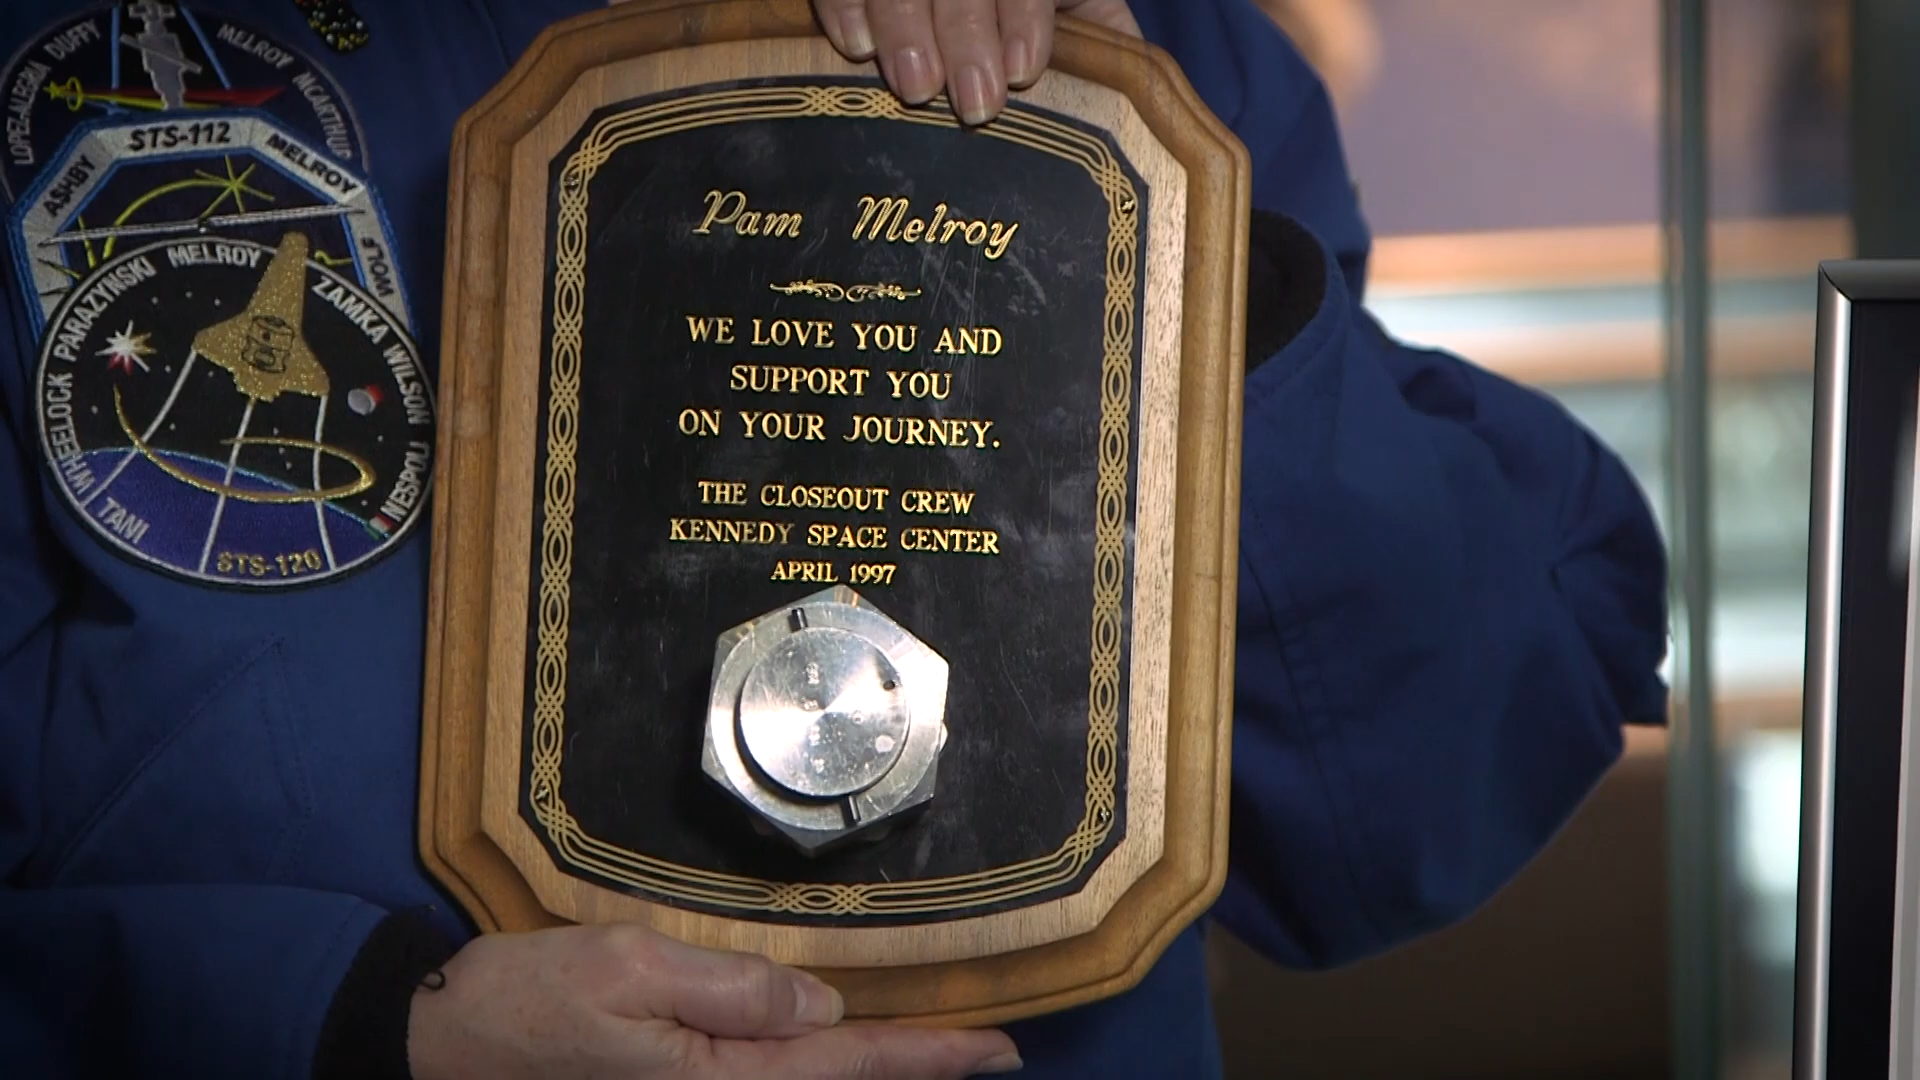 LOPEZ-ALEGRIA DUFFY MELROY MCARTHUR
STS-112
ASHBY MELROY WOLF
WHEELOCK PARAZYNSKI MELROY ZAMKA WILSON NESPOLI
TANI
STS-120
Pam Melroy
WE LOVE YOU AND
SUPPORT YOU
ON YOUR JOURNEY.
THE CLOSEOUT CREW
KENNEDY SPACE CENTER
APRIL 1997